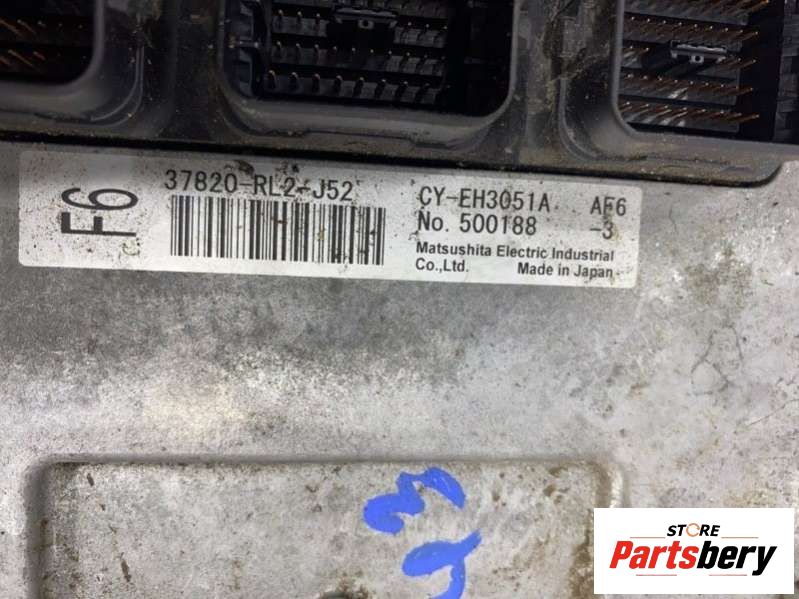 F6
37820-RL2-J52
CY-EH3051A AF6
No. 500188 -3
Matsushita Electric Industrial
Co.,Ltd. Made in Japan
STORE
Partsbery